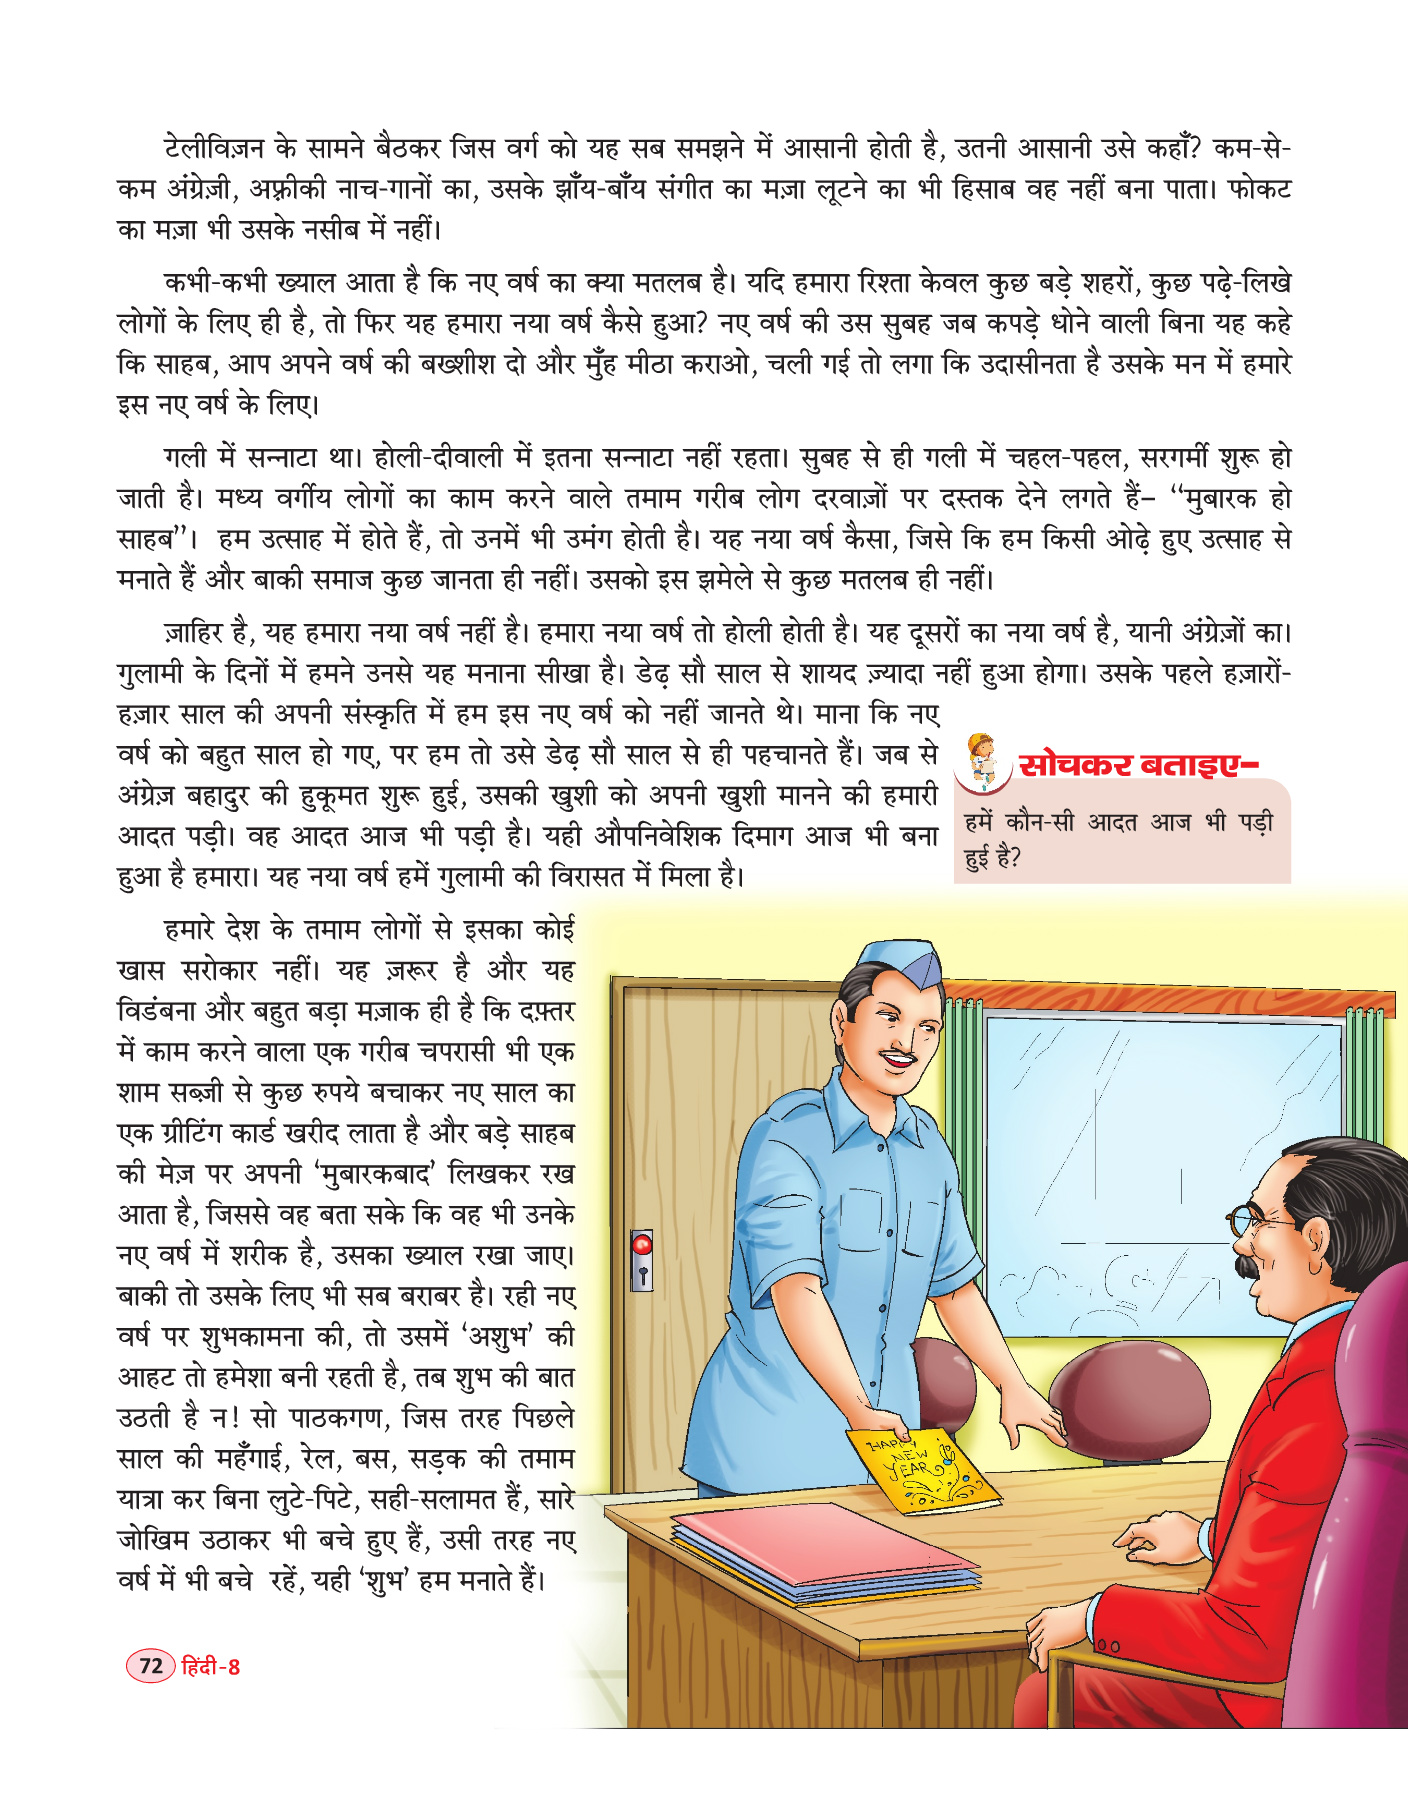 टेलीविज़न के सामने बैठकर जिस वर्ग को यह सब समझने में आसानी होती है, उतनी आसानी उसे कहाँ? कम-से-
कम अंग्रेज़ी, अफ़्रीकी नाच-गानों का, उसके झाँय-बाँय संगीत का मज़ा लूटने का भी हिसाब वह नहीं बना पाता। फोकट
का मज़ा भी उसके नसीब में नहीं।
कभी-कभी ख्याल आता है कि नए वर्ष का क्या मतलब है। यदि हमारा रिश्ता केवल कुछ बड़े शहरों, कुछ पढ़े-लिखे
लोगों के लिए ही है, तो फिर यह हमारा नया वर्ष कैसे हुआ? नए वर्ष की उस सुबह जब कपड़े धोने वाली बिना यह कहे
कि साहब, आप अपने वर्ष की बख्शीश दो और मुँह मीठा कराओ, चली गई तो लगा कि उदासीनता है उसके मन में हमारे
इस नए वर्ष के लिए।
गली में सन्नाटा था। होली-दीवाली में इतना सन्नाटा नहीं रहता। सुबह से ही गली में चहल-पहल, सरगर्मी शुरू हो
जाती है। मध्य वर्गीय लोगों का काम करने वाले तमाम गरीब लोग दरवाज़ों पर दस्तक देने लगते हैं– “मुबारक हो
साहब”। हम उत्साह में होते हैं, तो उनमें भी उमंग होती है। यह नया वर्ष कैसा, जिसे कि हम किसी ओढ़े हुए उत्साह से
मनाते हैं और बाकी समाज कुछ जानता ही नहीं। उसको इस झमेले से कुछ मतलब ही नहीं।
ज़ाहिर है, यह हमारा नया वर्ष नहीं है। हमारा नया वर्ष तो होली होती है। यह दूसरों का नया वर्ष है, यानी अंग्रेज़ों का।
गुलामी के दिनों में हमने उनसे यह मनाना सीखा है। डेढ़ सौ साल से शायद ज़्यादा नहीं हुआ होगा। उसके पहले हज़ारों-
हज़ार साल की अपनी संस्कृति में हम इस नए वर्ष को नहीं जानते थे। माना कि नए
वर्ष को बहुत साल हो गए, पर हम तो उसे डेढ़ सौ साल से ही पहचानते हैं। जब से
अंग्रेज़ बहादुर की हुकूमत शुरू हुई, उसकी खुशी को अपनी खुशी मानने की हमारी
आदत पड़ी। वह आदत आज भी पड़ी है। यही औपनिवेशिक दिमाग आज भी बना
हुआ है हमारा। यह नया वर्ष हमें गुलामी की विरासत में मिला है।
सोचकर बताइए–
हमें कौन-सी आदत आज भी पड़ी
हुई है?
हमारे देश के तमाम लोगों से इसका कोई
खास सरोकार नहीं। यह ज़रूर है और यह
विडंबना और बहुत बड़ा मज़ाक ही है कि दफ़्तर
में काम करने वाला एक गरीब चपरासी भी एक
शाम सब्ज़ी से कुछ रुपये बचाकर नए साल का
एक ग्रीटिंग कार्ड खरीद लाता है और बड़े साहब
की मेज़ पर अपनी ‘मुबारकबाद’ लिखकर रख
आता है, जिससे वह बता सके कि वह भी उनके
नए वर्ष में शरीक है, उसका ख्याल रखा जाए।
बाकी तो उसके लिए भी सब बराबर है। रही नए
वर्ष पर शुभकामना की, तो उसमें ‘अशुभ’ की
आहट तो हमेशा बनी रहती है, तब शुभ की बात
उठती है न! सो पाठकगण, जिस तरह पिछले
साल की महँगाई, रेल, बस, सड़क की तमाम
यात्रा कर बिना लुटे-पिटे, सही-सलामत हैं, सारे
जोखिम उठाकर भी बचे हुए हैं, उसी तरह नए
वर्ष में भी बचे रहें, यही ‘शुभ’ हम मनाते हैं।
HAPPY
NEW
YEAR
72 हिंदी-8